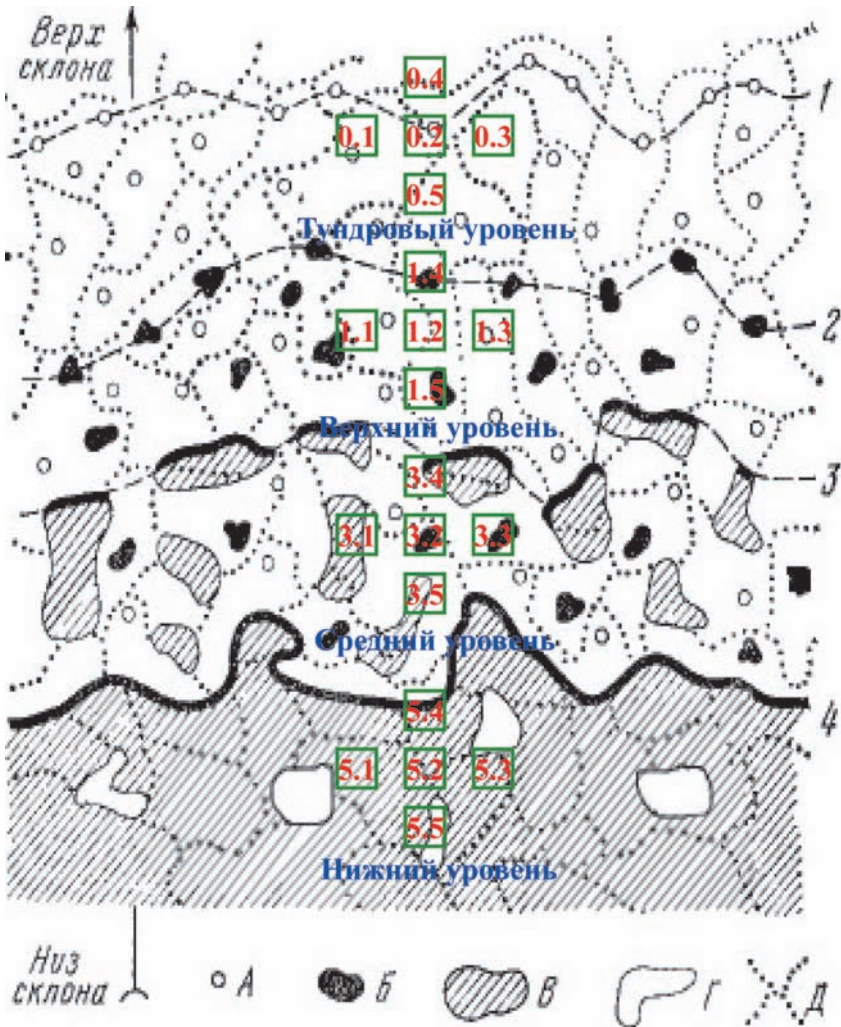 Верх
склона
0.4
1
0.1 0.2 0.3
0.5
Тундровый уровень
1.4
2
1.1 1.2 1.3
1.5
Верхний уровень
3.4
3
3.1 3.2 3.3
3.5
Средний уровень
5.4
4
5.1 5.2 5.3
5.5
Нижний уровень
Низ
склона
А б В Г Д